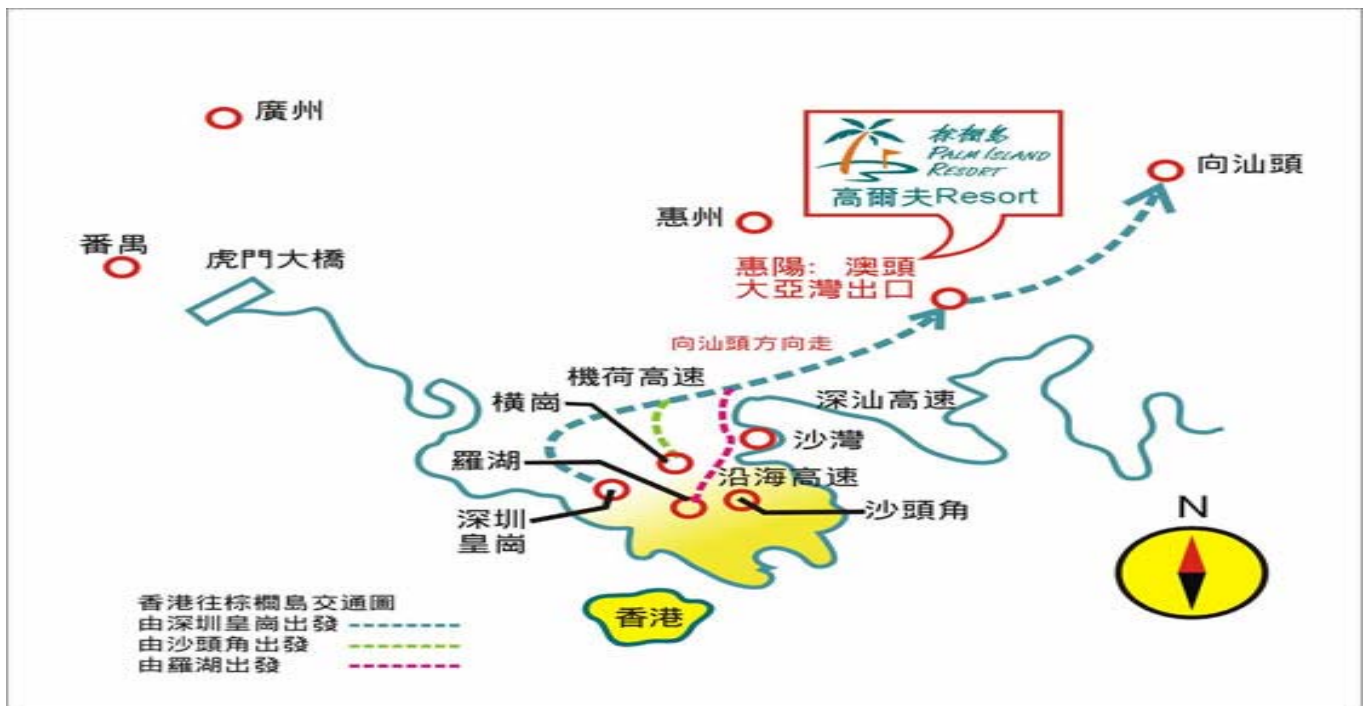 廣州
棕櫚島
PALM ISLAND
RESORT
高爾夫Resort
向汕頭
惠州
番禺
虎門大橋
惠陽: 澳頭
大亞灣出口
向汕頭方向走
機荷高速
橫崗
深汕高速
沙灣
羅湖
沿海高速
深圳
皇崗
沙頭角
N
香港
香港往棕櫚島交通圖
由深圳皇崗出發
由沙頭角出發
由羅湖出發